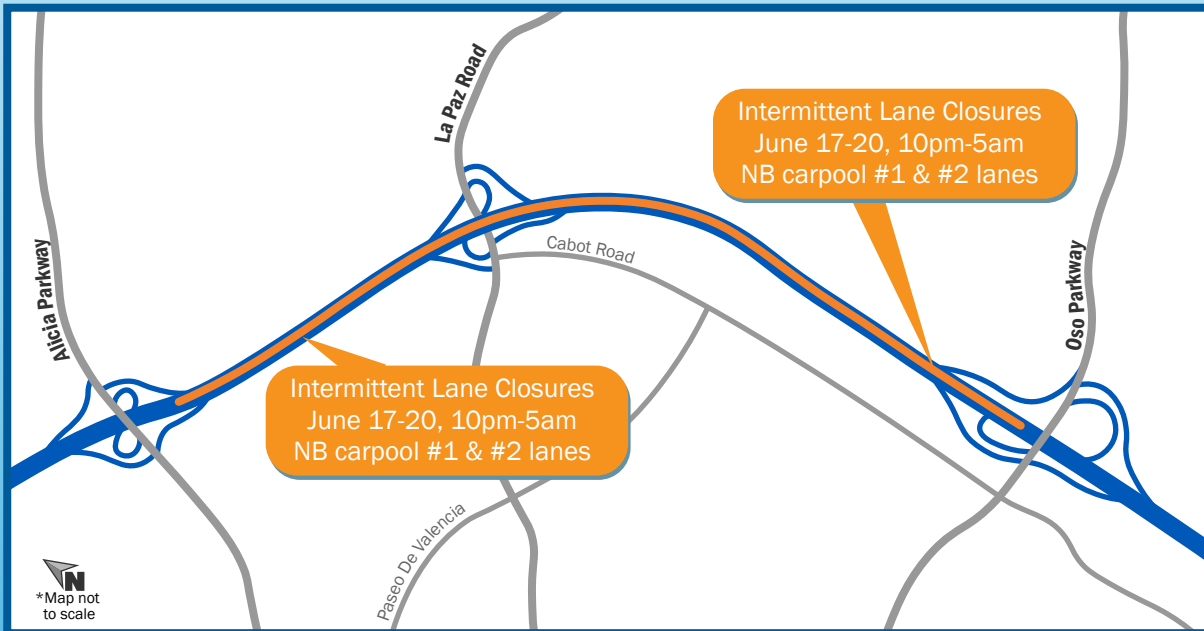 La Paz Road
Intermittent Lane Closures
June 17-20, 10pm-5am
NB carpool #1 & #2 lanes
Cabot Road
Alicia Parkway
Oso Parkway
Intermittent Lane Closures
June 17-20, 10pm-5am
NB carpool #1 & #2 lanes
Paseo De Valencia
N
*Map not
to scale